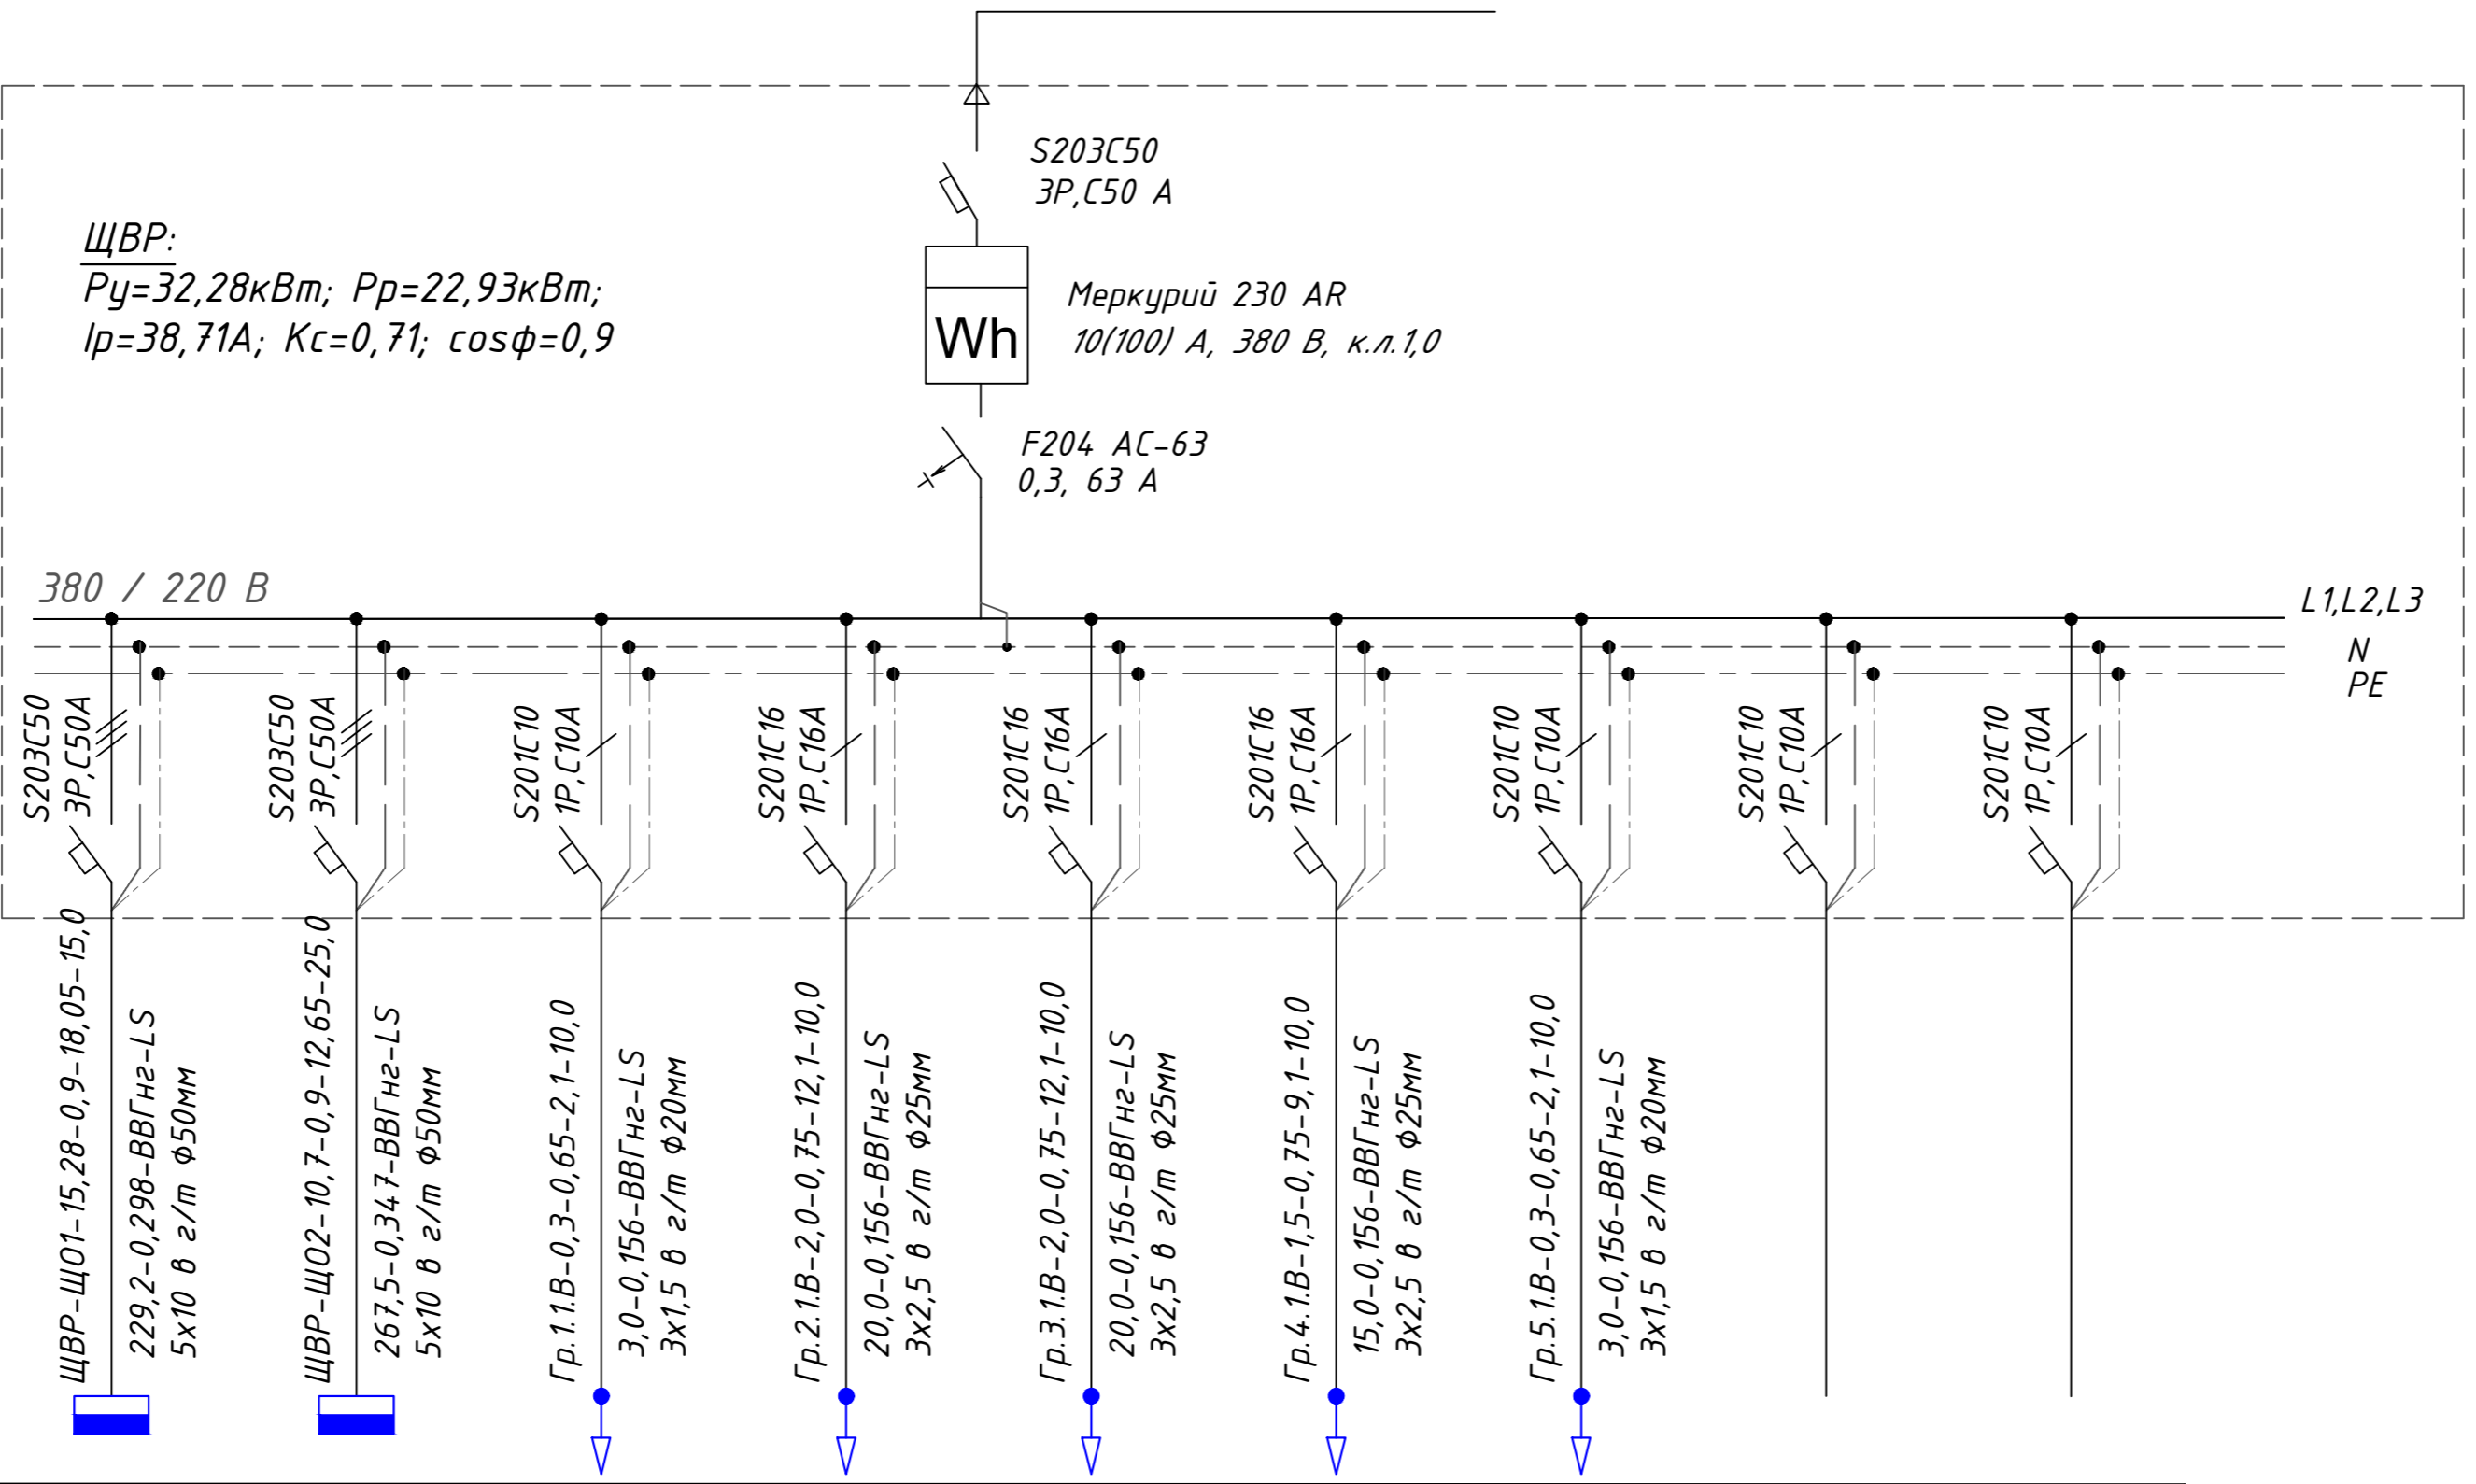 S203C50
3P,C50 A
ЩВР:
Ру=32,28кВт; Рр=22,93кВт;
Iр=38,71А; Кс=0,71; cosф=0,9
Меркурий 230 AR
10(100) А, 380 В, к.л.1,0
Wh
F204 AC-63
0,3, 63 А
380 / 220 В
L1,L2,L3
N
PE
S203C50
3P,C50A
S203C50
3P,C50A
S201C10
1P,C10A
S201C16
1P,C16A
S201C16
1P,C16A
S201C16
1P,C16A
S201C10
1P,C10A
S201C10
1P,C10A
S201C10
1P,C10A
ЩВР-ЩО1-15,28-0,9-18,05-15,0
229,2-0,298-ВВГнг-LS
5x10 в г/т ф50мм
ЩВР-ЩО2-10,7-0,9-12,65-25,0
267,5-0,347-ВВГнг-LS
5x10 в г/т ф50мм
Гр.1.1.В-0,3-0,65-2,1-10,0
3,0-0,156-ВВГнг-LS
3x1,5 в г/т ф20мм
Гр.2.1.В-2,0-0,75-12,1-10,0
20,0-0,156-ВВГнг-LS
3x2,5 в г/т ф25мм
Гр.3.1.В-2,0-0,75-12,1-10,0
20,0-0,156-ВВГнг-LS
3x2,5 в г/т ф25мм
Гр.4.1.В-1,5-0,75-9,1-10,0
15,0-0,156-ВВГнг-LS
3x2,5 в г/т ф25мм
Гр.5.1.В-0,3-0,65-2,1-10,0
3,0-0,156-ВВГнг-LS
3x1,5 в г/т ф20мм